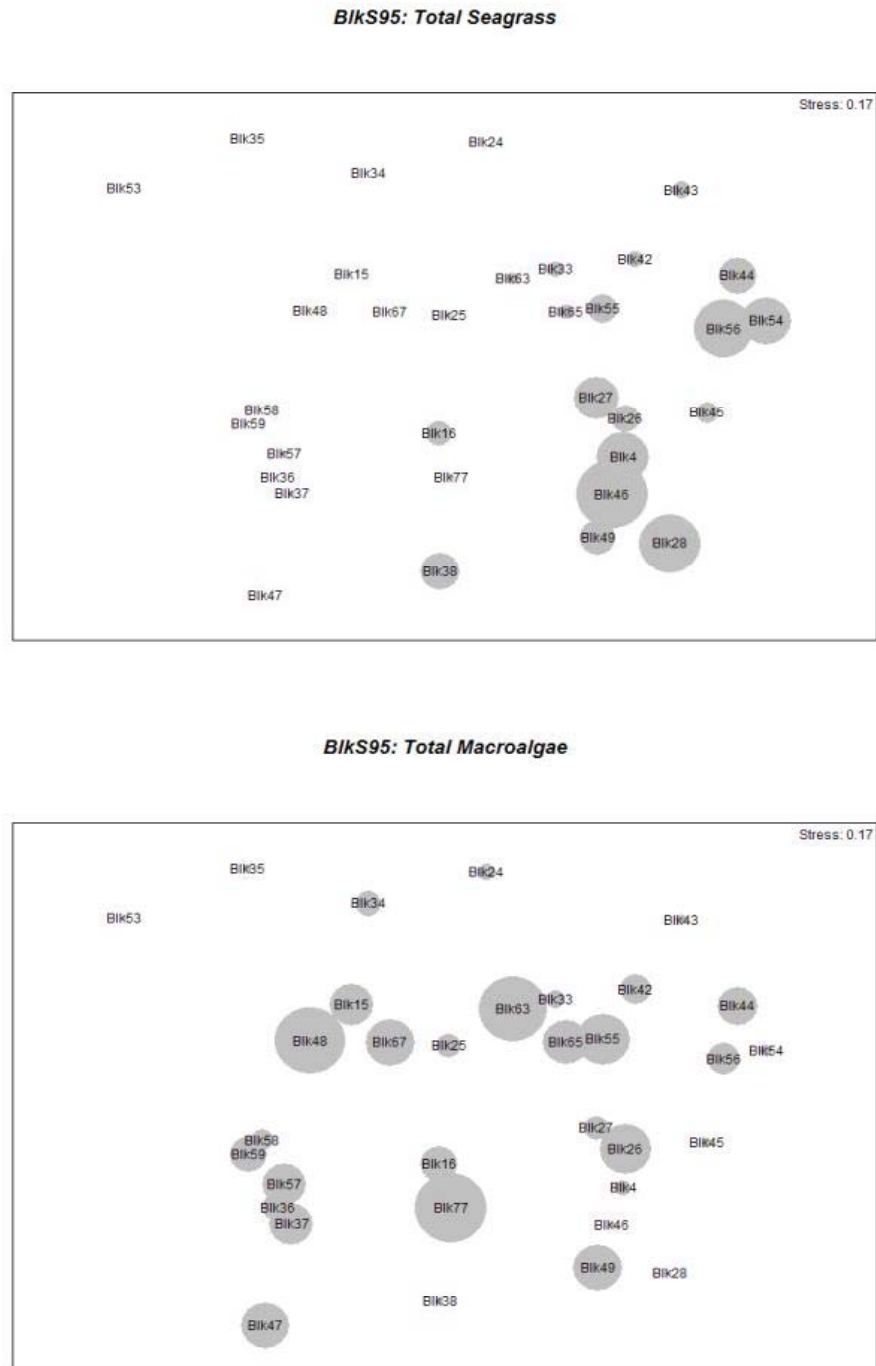 BlkS95: Total Seagrass
Stress: 0.17
Blk35
Blk24
Blk34
Blk53
Blk43
Blk42
Blk33
Blk15
Blk63
Blk44
Blk48
Blk67
Blk25
Blk65
Blk55
Blk54
Blk56
Blk27
Blk58
Blk45
Blk26
Blk59
Blk16
Blk57
Blk4
Blk36
Blk77
Blk37
Blk46
Blk49
Blk28
Blk38
Blk47
BlkS95: Total Macroalgae
Stress: 0.17
Blk35
Blk24
Blk34
Blk53
Blk43
Blk42
Blk33
Blk15
Blk63
Blk44
Blk48
Blk67
Blk25
Blk65
Blk55
Blk54
Blk56
Blk27
Blk58
Blk45
Blk26
Blk59
Blk16
Blk57
Blk4
Blk36
Blk77
Blk37
Blk46
Blk49
Blk28
Blk38
Blk47